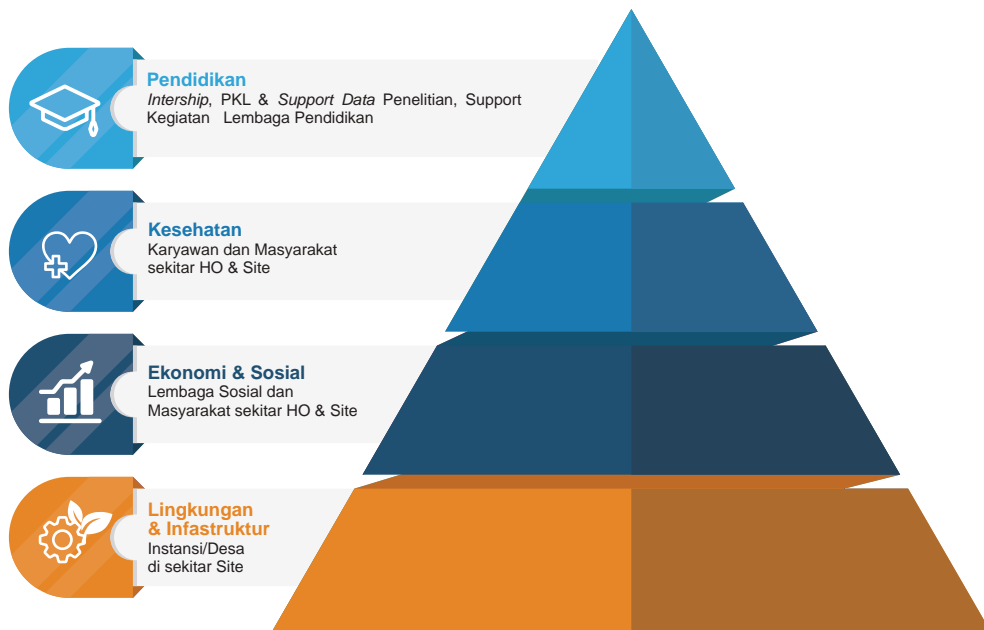 Pendidikan
Intership, PKL & Support Data Penelitian, Support
Kegiatan Lembaga Pendidikan
Kesehatan
Karyawan dan Masyarakat
sekitar HO & Site
Ekonomi & Sosial
Lembaga Sosial dan
Masyarakat sekitar HO & Site
Lingkungan
& Infastruktur
Instansi/Desa
di sekitar Site